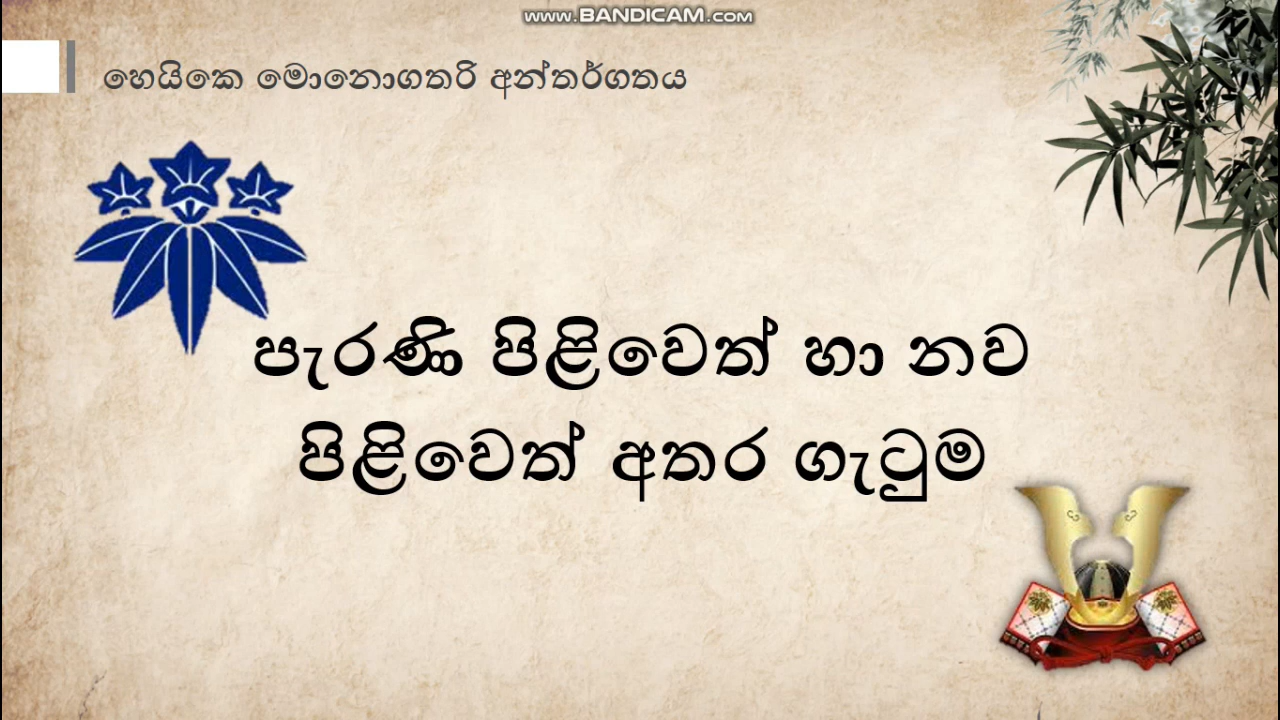 www.BANDICAM.com
හෙයිකෙ මොනොගතරි අන්තර්ගතය
පැරණි පිළිවෙත් හා නව
පිළිවෙත් අතර ගැටුම